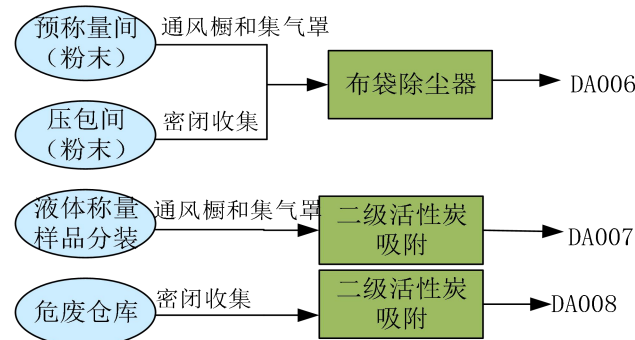 预称量间
（粉末）
通风橱和集气罩
布袋除尘器
DA006
压包间
（粉末）
密闭收集
液体称量
样品分装
通风橱和集气罩
二级活性炭
吸附
DA007
危废仓库
密闭收集
二级活性炭
吸附
DA008